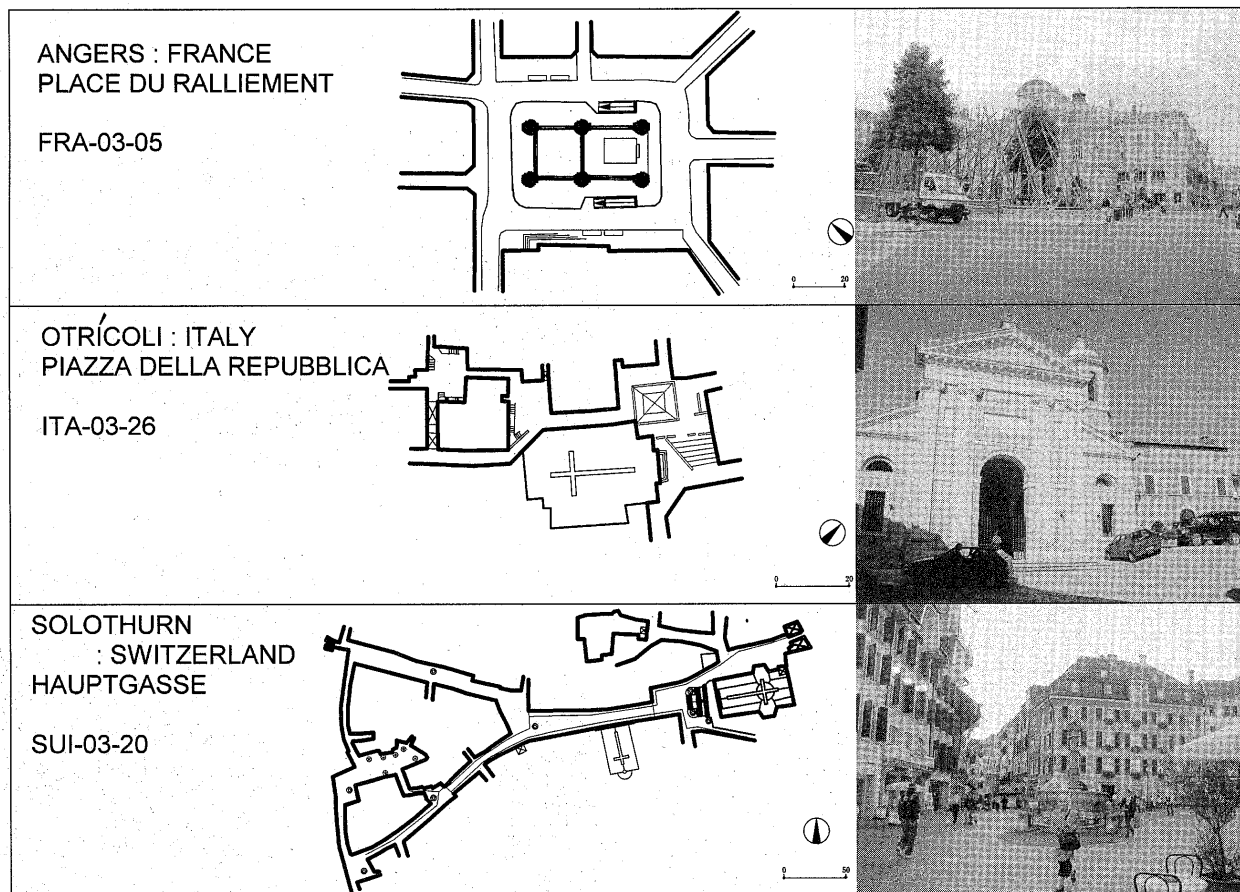 ANGERS : FRANCE
PLACE DU RALLIEMENT
FRA-03-05
0 20
OTRÍCOLI : ITALY
PIAZZA DELLA REPUBBLICA
ITA-03-26
0 20
SOLOTHURN
: SWITZERLAND
HAUPTGASSE
SUI-03-20
0 50